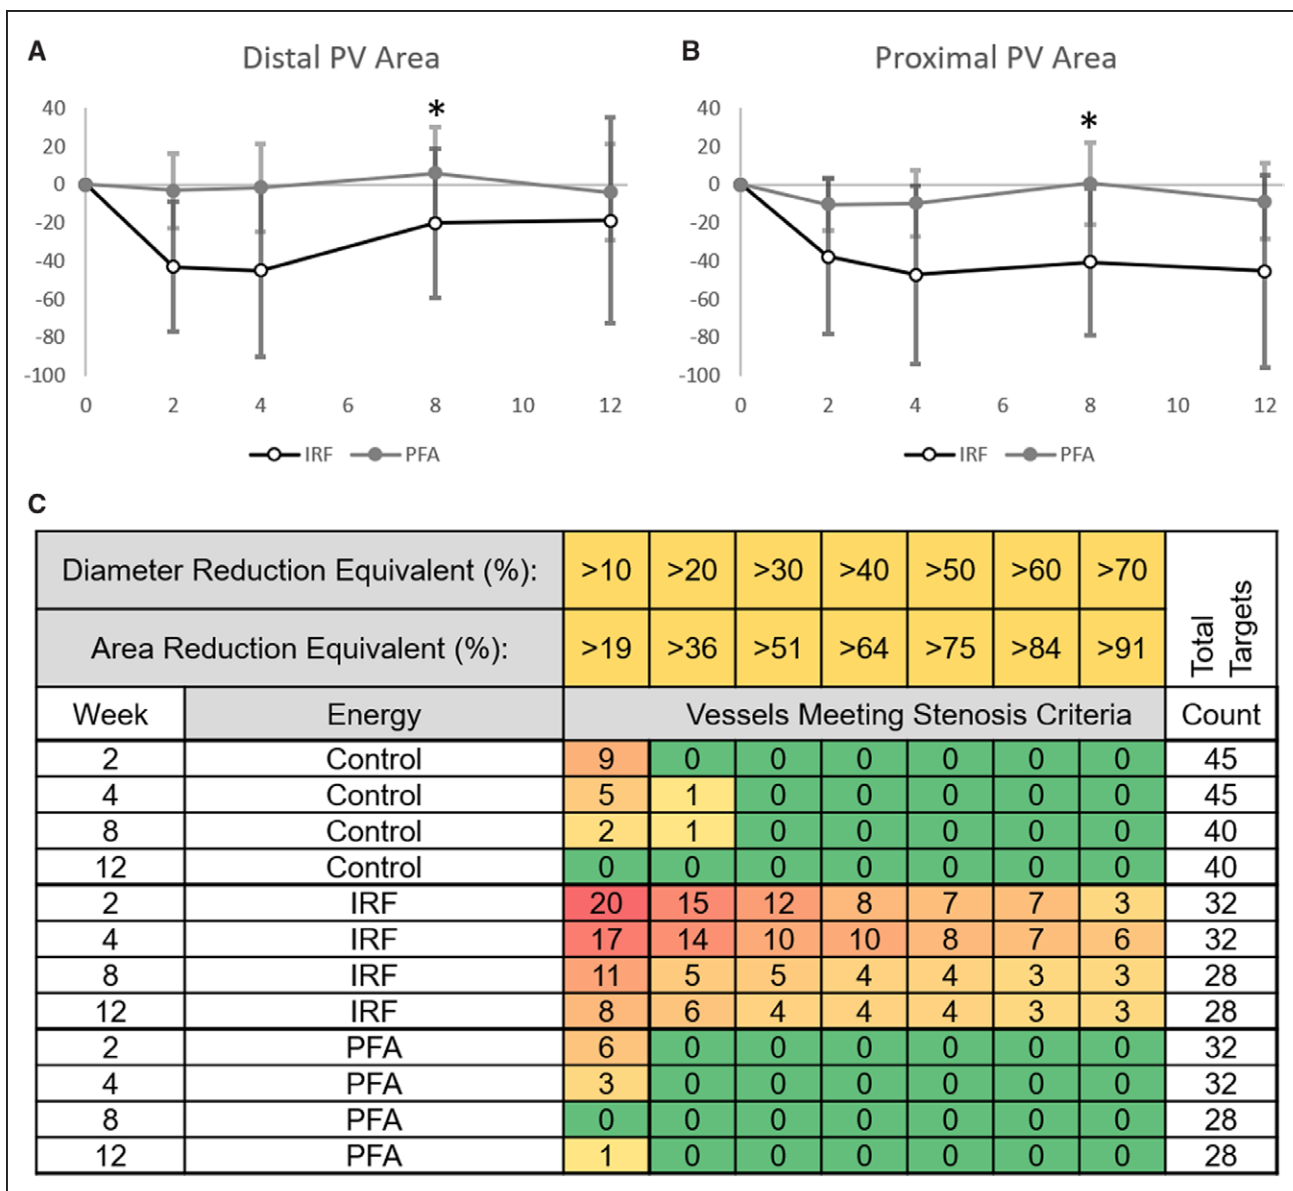 A
Distal PV Area
*
40
20
0
-20
-40
-60
-80
-100
0 2 4 6 8 10 12
IRF PFA
B
Proximal PV Area
*
40
20
0
-20
-40
-60
-80
-100
0 2 4 6 8 10 12
IRF PFA
C
Diameter Reduction Equivalent (%): >10 >20 >30 >40 >50 >60 >70
Area Reduction Equivalent (%): >19 >36 >51 >64 >75 >84 >91
Total
Targets
Week Energy Vessels Meeting Stenosis Criteria Count
2 Control 9 0 0 0 0 0 0 45
4 Control 5 1 0 0 0 0 0 45
8 Control 2 1 0 0 0 0 0 40
12 Control 0 0 0 0 0 0 0 40
2 IRF 20 15 12 8 7 7 3 32
4 IRF 17 14 10 10 8 7 6 32
8 IRF 11 5 5 4 4 3 3 28
12 IRF 8 6 4 4 4 3 3 28
2 PFA 6 0 0 0 0 0 0 32
4 PFA 3 0 0 0 0 0 0 32
8 PFA 0 0 0 0 0 0 0 28
12 PFA 1 0 0 0 0 0 0 28